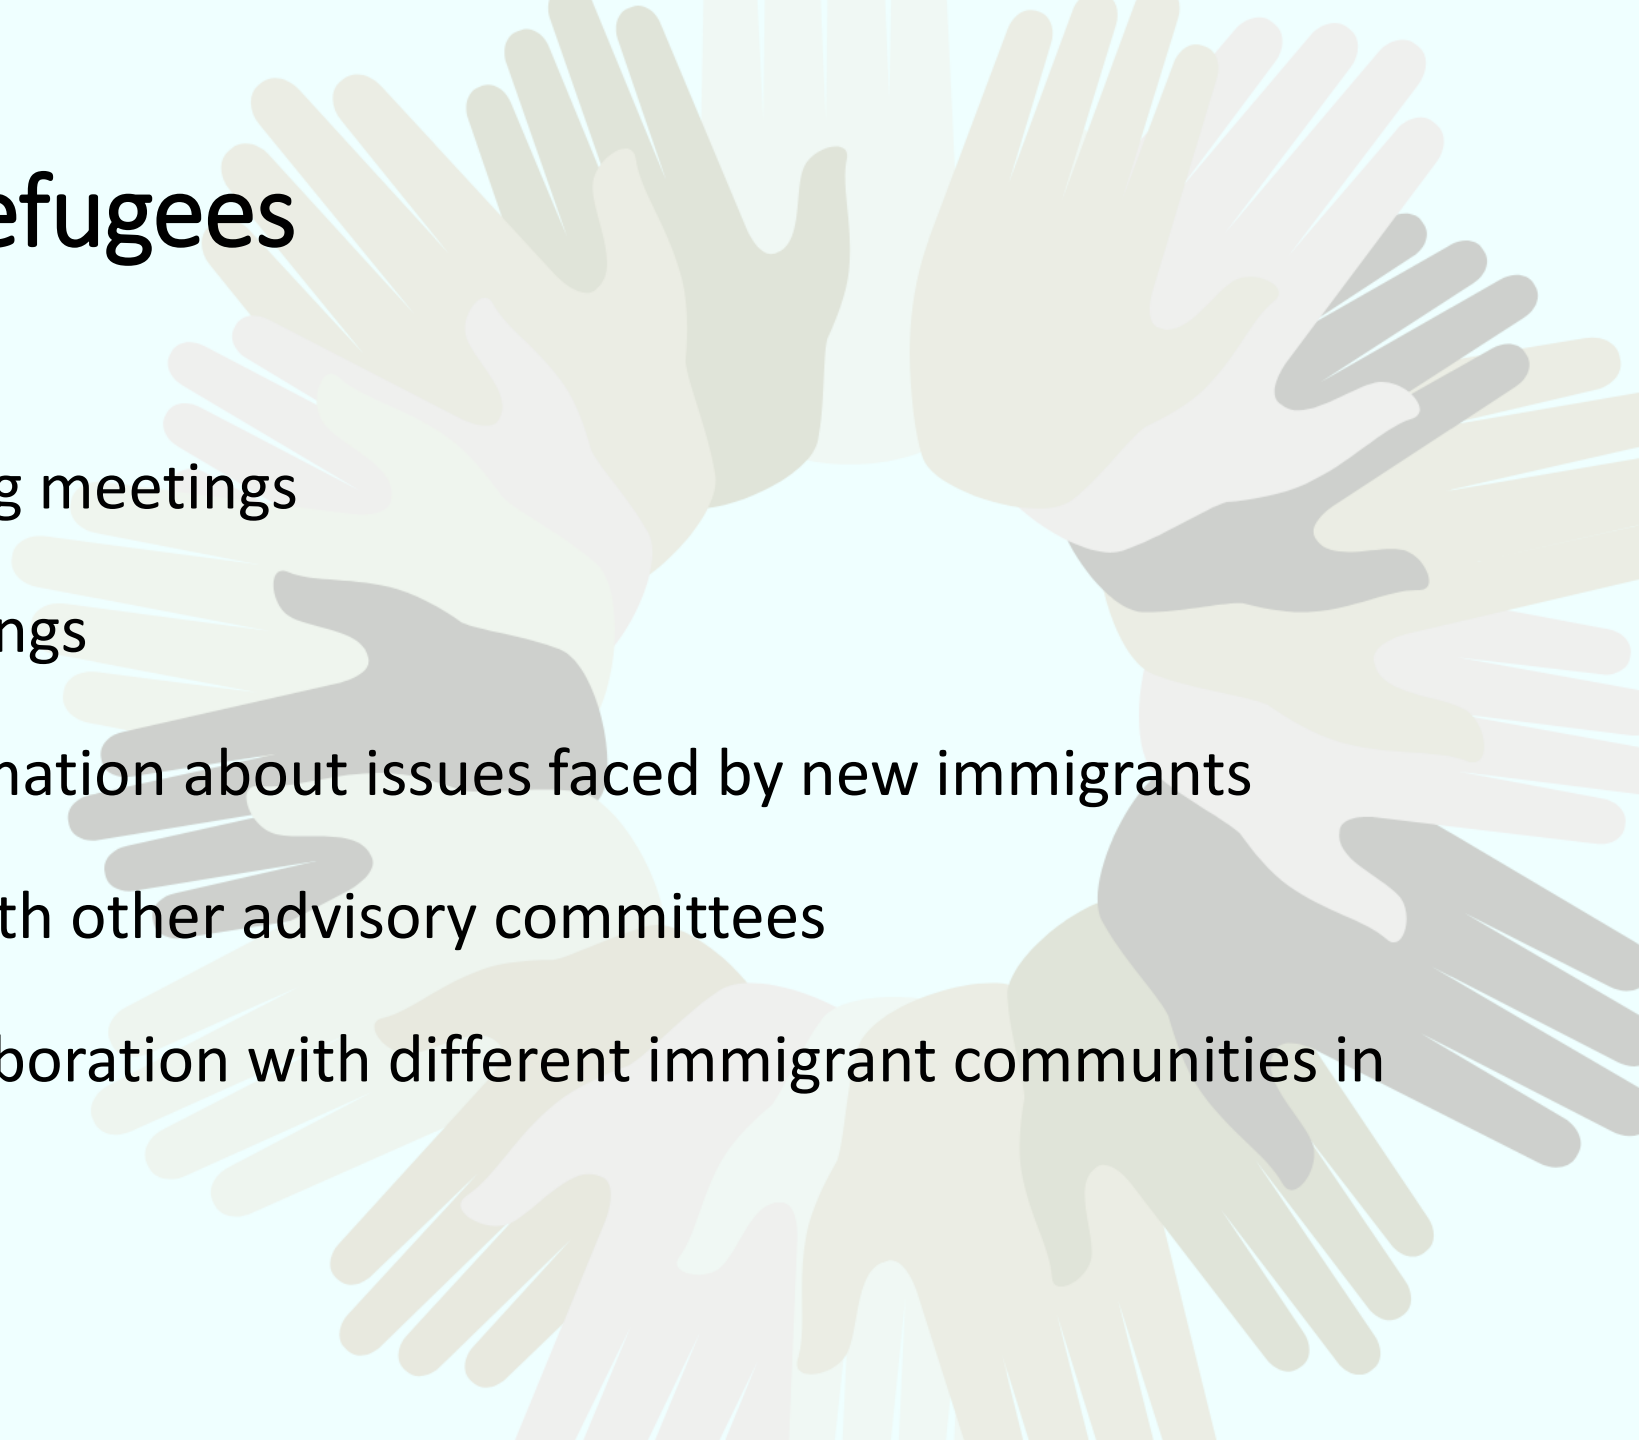 efugees
g meetings
ngs
mation about issues faced by new immigrants
th other advisory committees
boration with different immigrant communities in